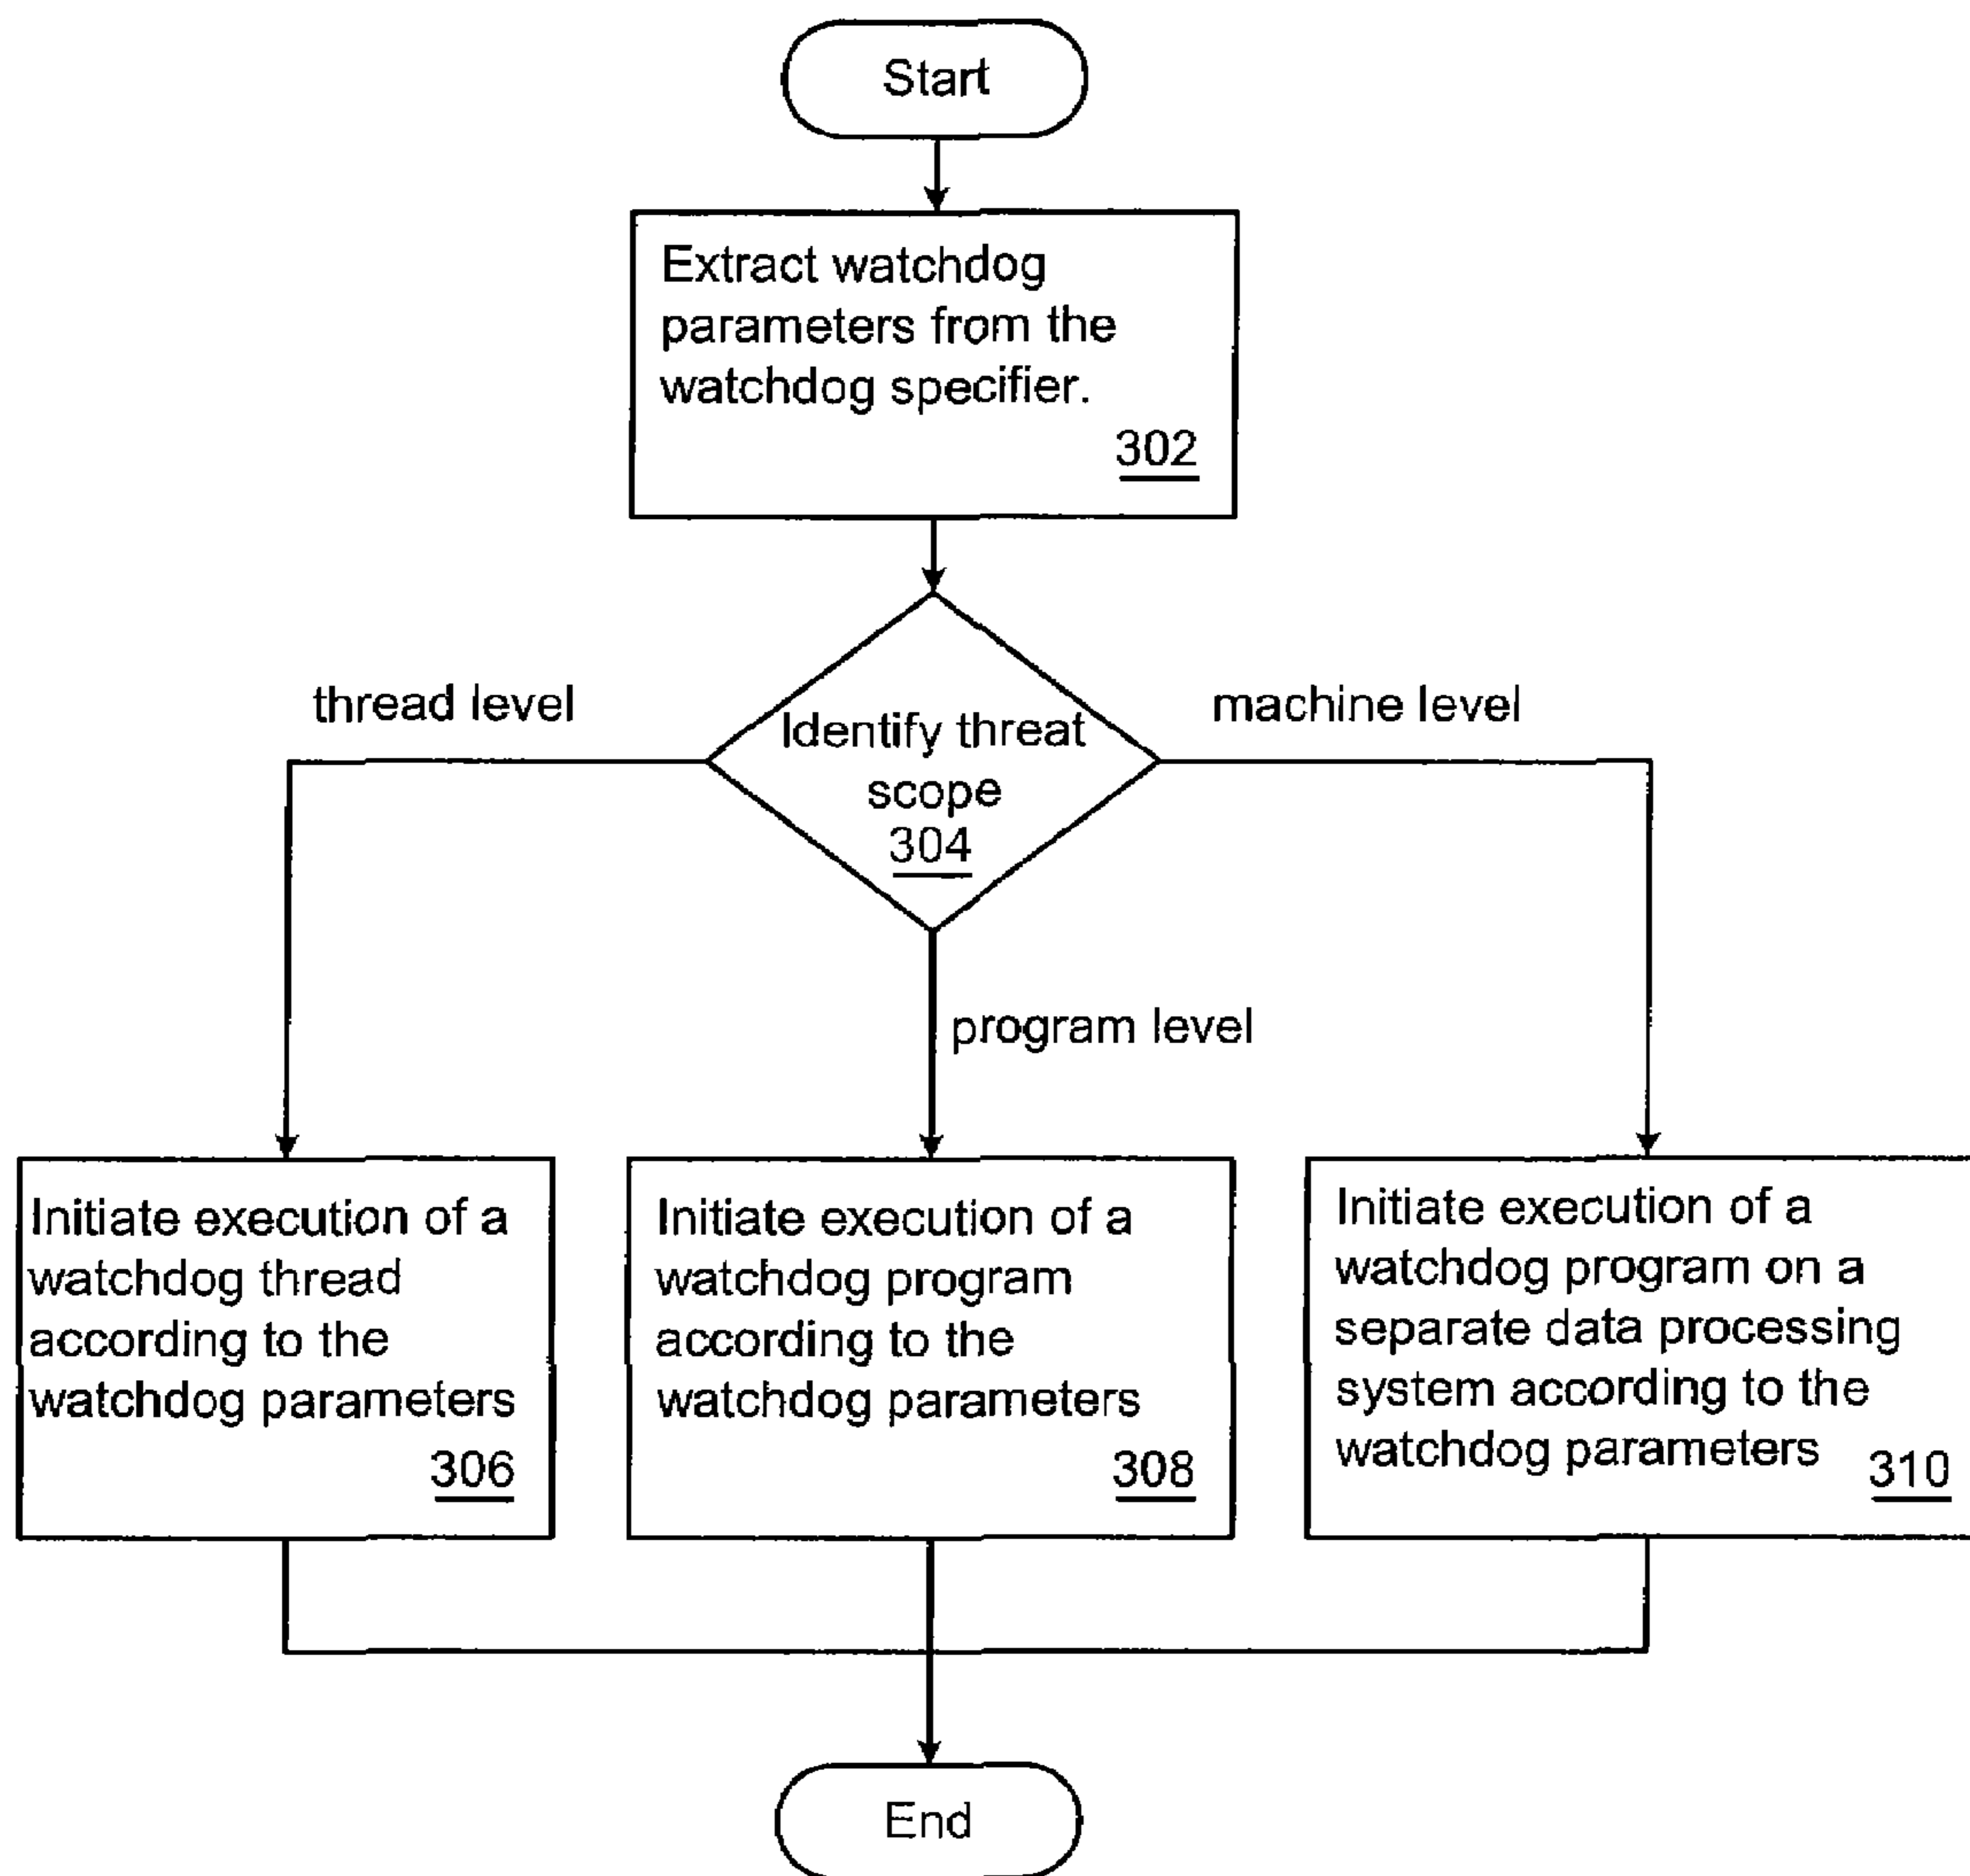 Start
Extract watchdog
parameters from the
watchdog specifier.
302
thread level
machine level
Identify threat
scope
304
program level
Initiate execution of a
watchdog thread
according to the
watchdog parameters
306
Initiate execution of a
watchdog program
according to the
watchdog parameters
308
Initiate execution of a
watchdog program on a
separate data processing
system according to the
watchdog parameters
310
End